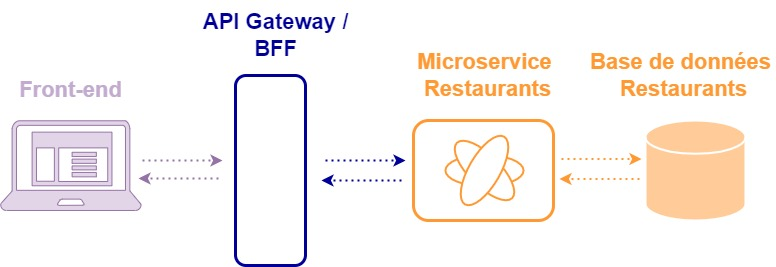 API Gateway /
BFF
Front-end
Microservice
Restaurants
Base de données
Restaurants